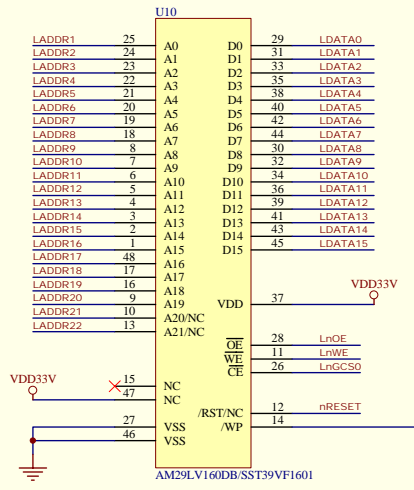 U10
LADDR1 25 A0 D0 29 LDATA0
LADDR2 24 A1 D1 31 LDATA1
LADDR3 23 A2 D2 33 LDATA2
LADDR4 22 A3 D3 35 LDATA3
LADDR5 21 A4 D4 38 LDATA4
LADDR6 20 A5 D5 40 LDATA5
LADDR7 19 A6 D6 42 LDATA6
LADDR8 18 A7 D7 44 LDATA7
LADDR9 8 A8 D8 30 LDATA8
LADDR10 7 A9 D9 32 LDATA9
LADDR11 6 A10 D10 34 LDATA10
LADDR12 5 A11 D11 36 LDATA11
LADDR13 4 A12 D12 39 LDATA12
LADDR14 3 A13 D13 41 LDATA13
LADDR15 2 A14 D14 43 LDATA14
LADDR16 1 A15 D15 45 LDATA15
LADDR17 48 A16
LADDR18 17 A17
LADDR19 16 A18
LADDR20 9 A19 VDD 37 VDD33V
LADDR21 10 A20/NC
LADDR22 13 A21/NC
OE 28 LnOE
WE 11 LnWE
CE 26 LnGCS0
VDD33V 15 NC
47 NC
/RST/NC 12 nRESET
27 VSS /WP 14
46 VSS
AM29LV160DB/SST39VF1601